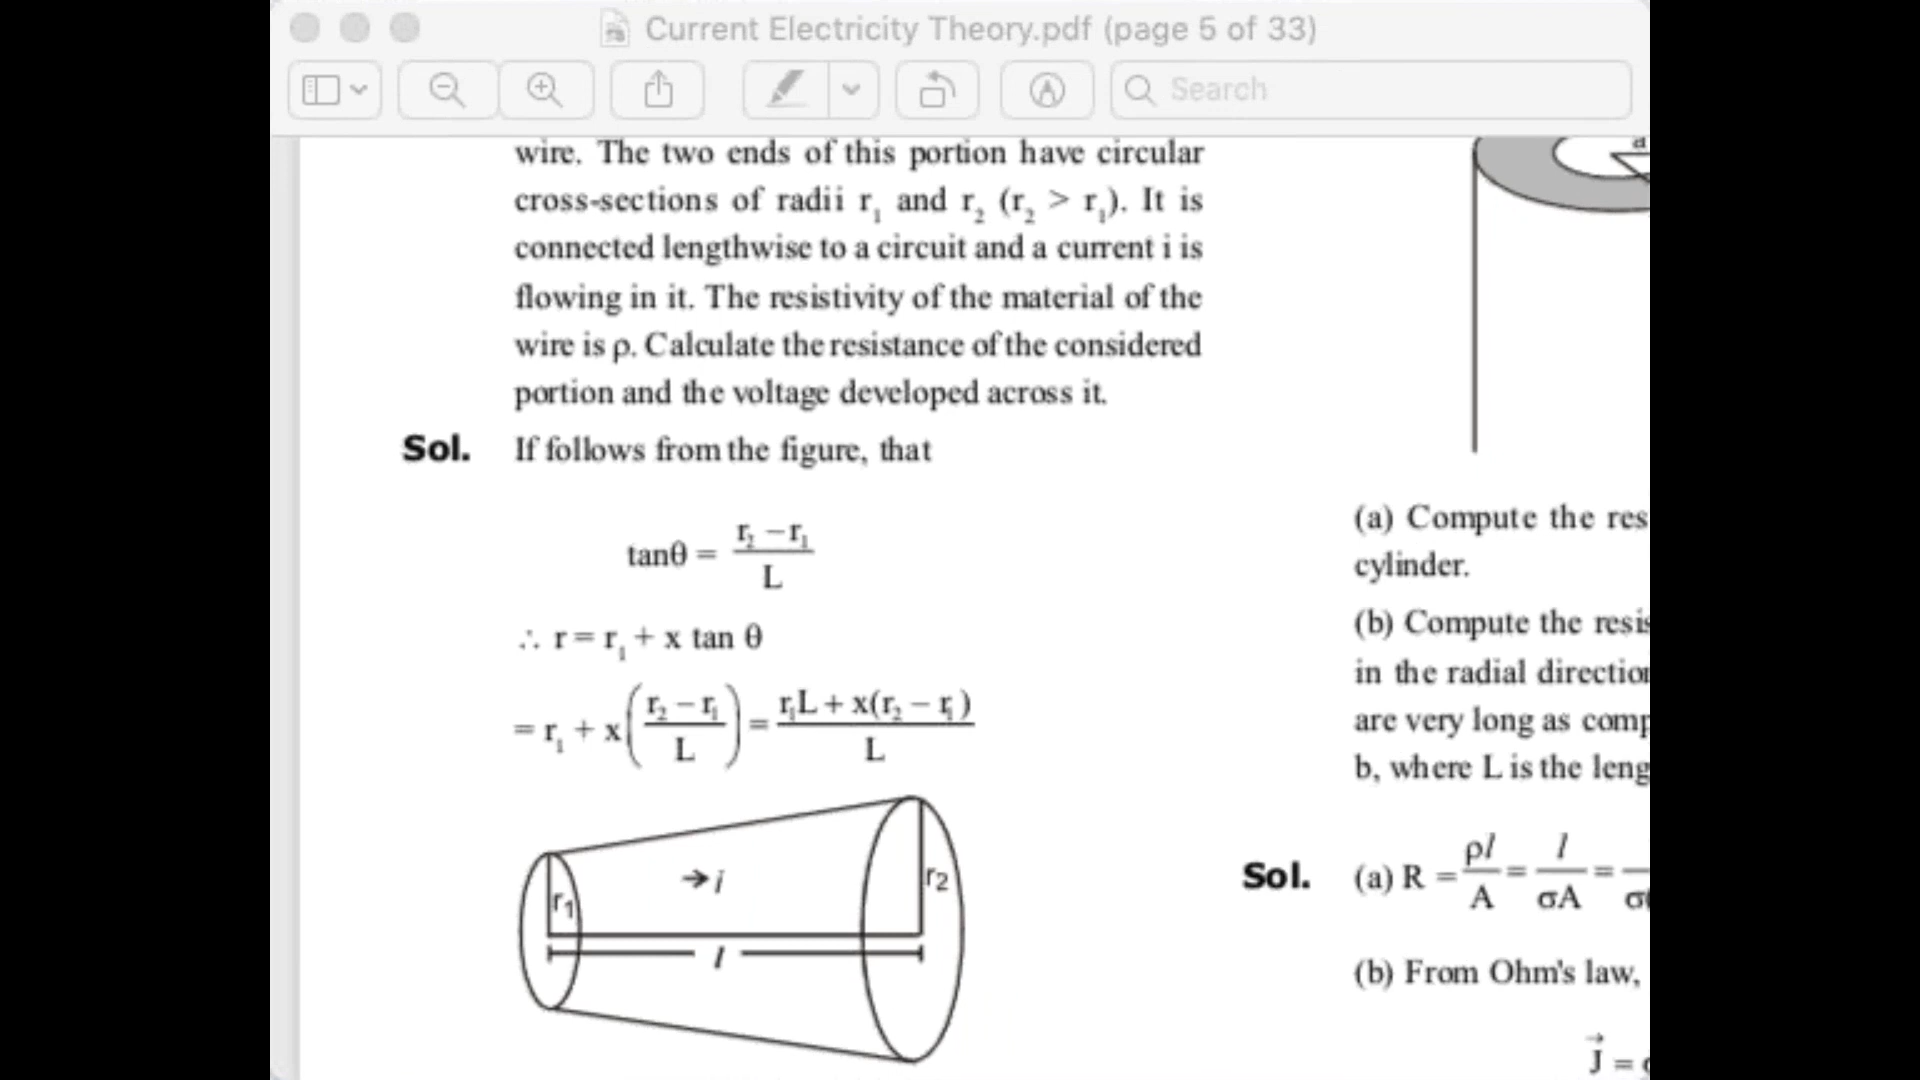 Current Electricity Theory.pdf (page 5 of 33)
Search
wire. The two ends of this portion have circular
cross-sections of radii r₁ and r₂ (r₂ > r₁). It is
connected lengthwise to a circuit and a current i is
flowing in it. The resistivity of the material of the
wire is ρ. Calculate the resistance of the considered
portion and the voltage developed across it.
Sol. If follows from the figure, that
tanθ = (r₂ − r₁)/L
∴ r = r₁ + x tan θ
= r₁ + x((r₂ − r₁)/L) = (r₁L + x(r₂ − r₁))/L
→ i
r₁
r₂
l
a
(a) Compute the res
cylinder.
(b) Compute the resis
in the radial direction
are very long as comp
b, where L is the leng
Sol. (a) R = ρl/A = l/σA =
(b) From Ohm's law,
J⃗ =